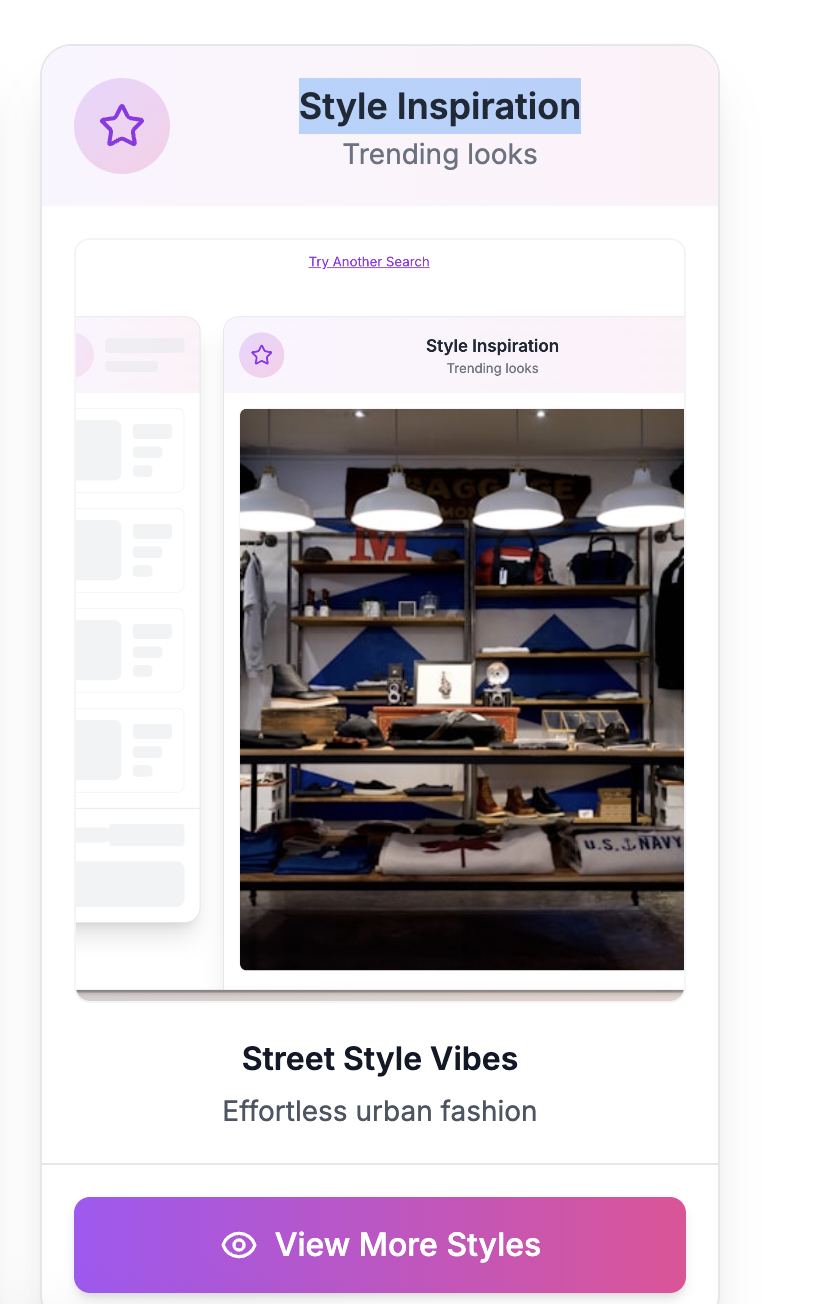 Style Inspiration
Trending looks
Try Another Search
Style Inspiration
Trending looks
BAGGAGE
M
U.S. NAVY
Street Style Vibes
Effortless urban fashion
View More Styles